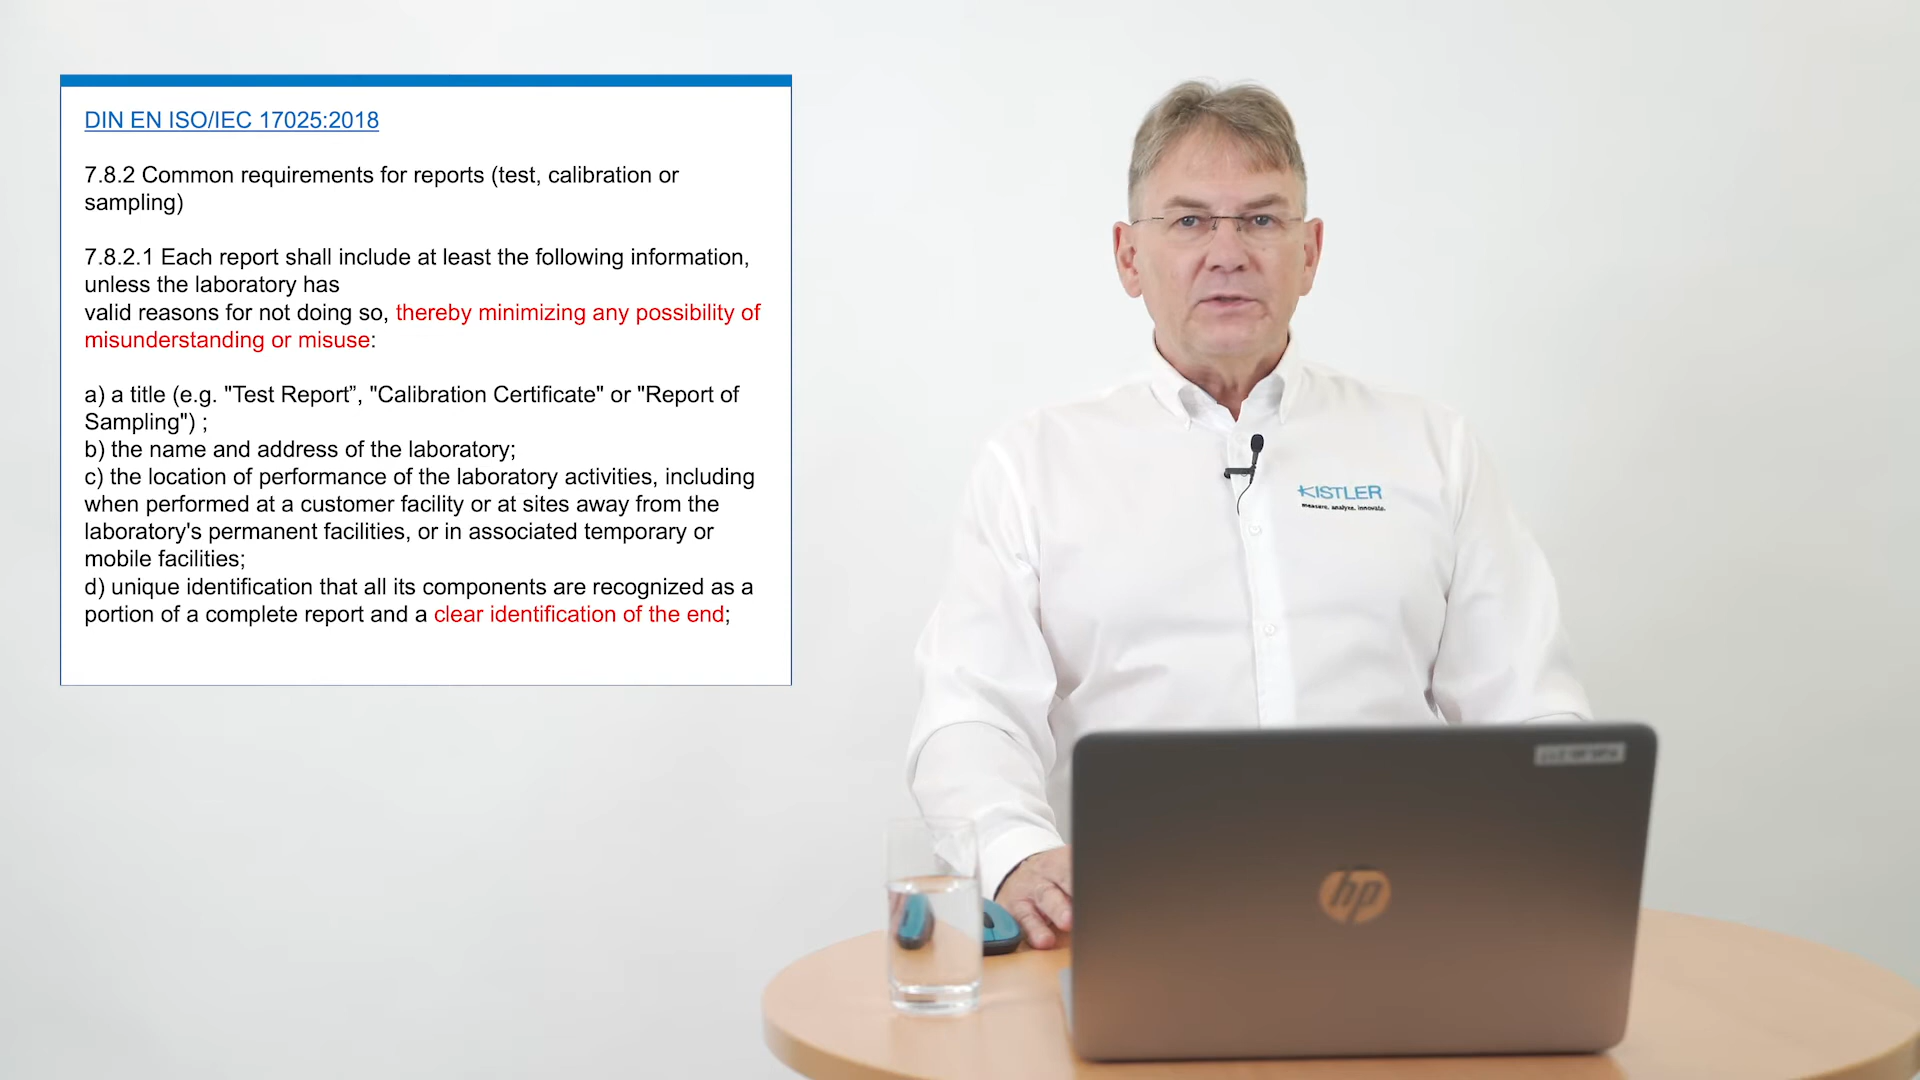 DIN EN ISO/IEC 17025:2018
7.8.2 Common requirements for reports (test, calibration or
sampling)
7.8.2.1 Each report shall include at least the following information,
unless the laboratory has
valid reasons for not doing so, thereby minimizing any possibility of
misunderstanding or misuse:
a) a title (e.g. "Test Report”, "Calibration Certificate" or "Report of
Sampling") ;
b) the name and address of the laboratory;
c) the location of performance of the laboratory activities, including
when performed at a customer facility or at sites away from the
laboratory's permanent facilities, or in associated temporary or
mobile facilities;
d) unique identification that all its components are recognized as a
portion of a complete report and a clear identification of the end;
KISTLER
measure. analyze. innovate.
hp